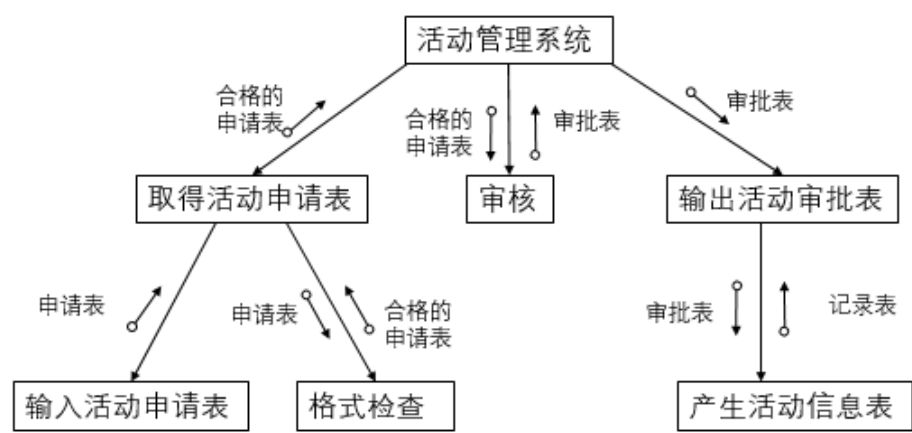 活动管理系统
合格的
申请表
合格的
申请表
审批表
审批表
取得活动申请表
审核
输出活动审批表
申请表
申请表
合格的
申请表
审批表
记录表
输入活动申请表
格式检查
产生活动信息表